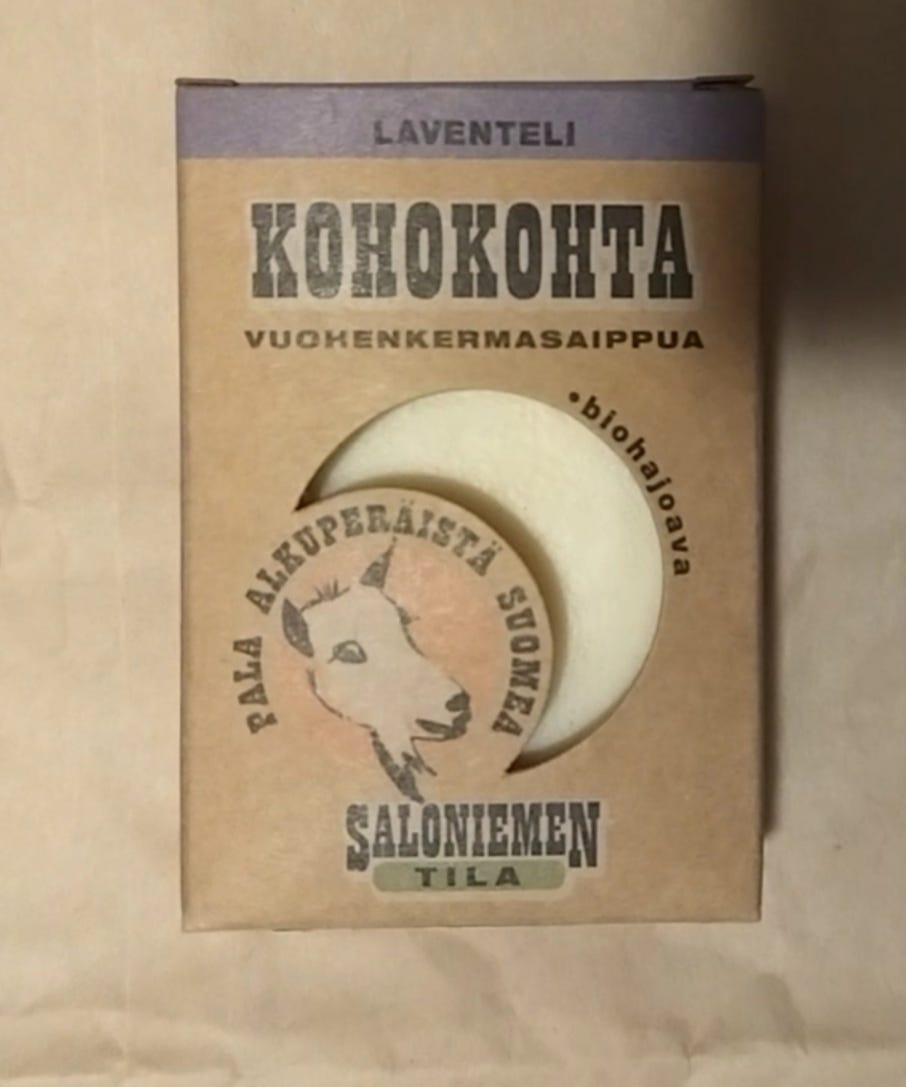 LAVENTELI
KOHOKOHTA
VUOHENKERMASAIPPUA
•biohajoava
PALA ALKUPERÄISTÄ SUOMEA
SALONIEMEN
TILA